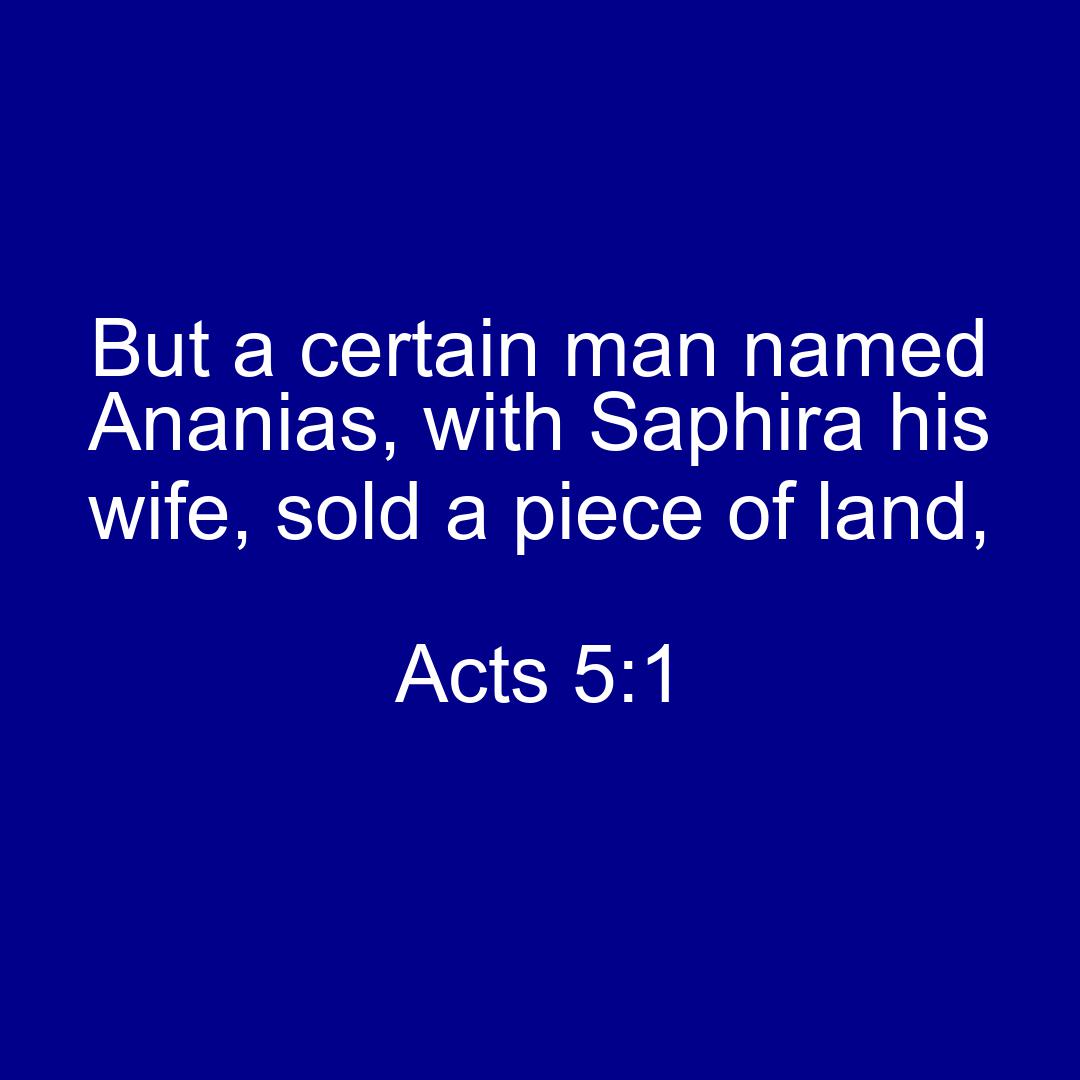 But a certain man named
Ananias, with Saphira his
wife, sold a piece of land,
Acts 5:1